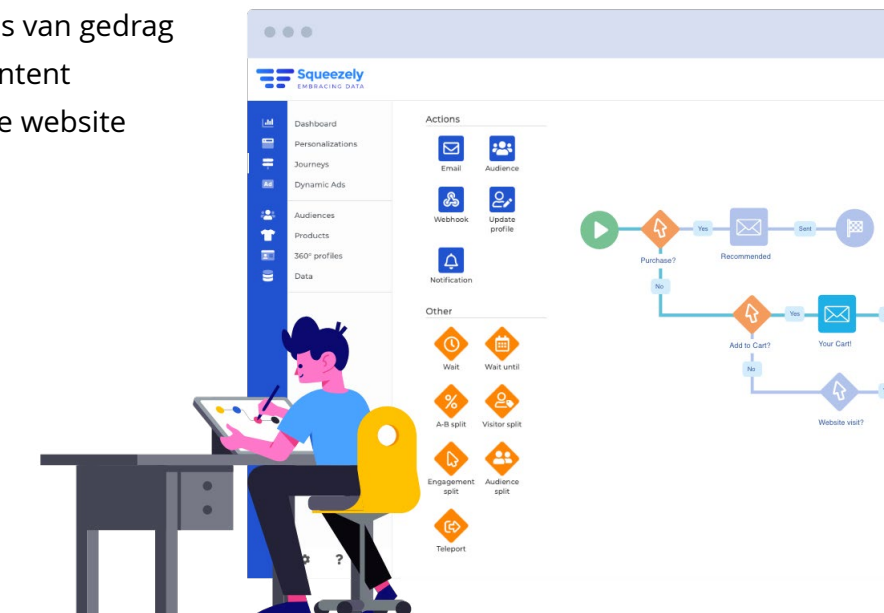 s van gedrag
ntent
e website
Squeezely
EMBRACING DATA
Dashboard
Personalizations
Journeys
Dynamic Ads
Audiences
Products
360° profiles
Data
Actions
Email
Audience
Webhook
Update
profile
Notification
Other
Wait
Wait until
A-B split
Visitor split
Engagement
split
Audience
split
Teleport
?
Yes
Sent
Purchase?
Recommended
No
Yes
Add to Cart?
Your Cart!
No
Website visit?